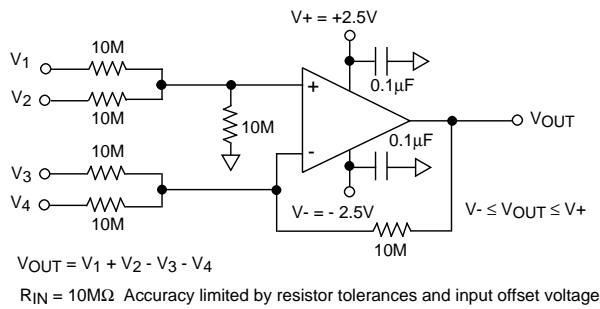 V+ = +2.5V
V1
10M
V2
10M
+
0.1µF
10M
VOUT
-
0.1µF
V3
10M
V4
10M
V- = - 2.5V
V- ≤ VOUT ≤ V+
10M
VOUT = V1 + V2 - V3 - V4
RIN = 10MΩ Accuracy limited by resistor tolerances and input offset voltage